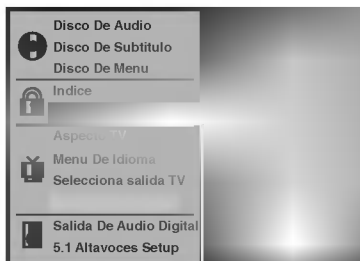 Disco De Audio
Disco De Subtitulo
Disco De Menu
Indice
Aspecto TV
Menu De Idioma
Selecciona salida TV
Salida De Audio Digital
5.1 Altavoces Setup